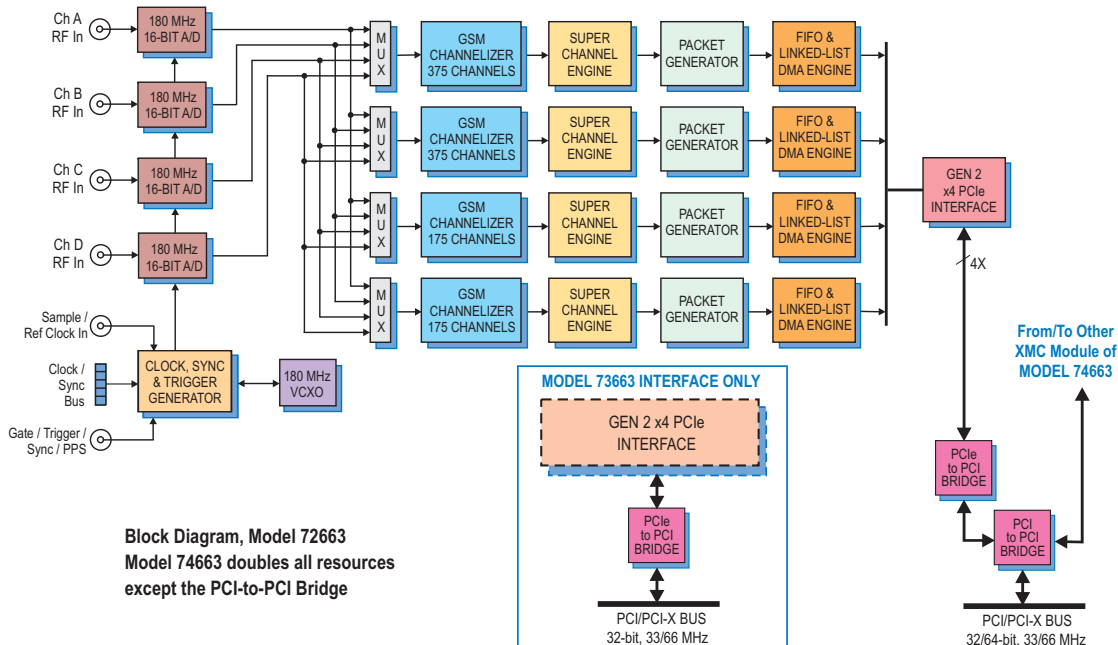 Ch A
RF In
180 MHz
16-BIT A/D
M
U
X
GSM
CHANNELIZER
375 CHANNELS
SUPER
CHANNEL
ENGINE
PACKET
GENERATOR
FIFO &
LINKED-LIST
DMA ENGINE
Ch B
RF In
180 MHz
16-BIT A/D
M
U
X
GSM
CHANNELIZER
375 CHANNELS
SUPER
CHANNEL
ENGINE
PACKET
GENERATOR
FIFO &
LINKED-LIST
DMA ENGINE
Ch C
RF In
180 MHz
16-BIT A/D
M
U
X
GSM
CHANNELIZER
175 CHANNELS
SUPER
CHANNEL
ENGINE
PACKET
GENERATOR
FIFO &
LINKED-LIST
DMA ENGINE
Ch D
RF In
180 MHz
16-BIT A/D
M
U
X
GSM
CHANNELIZER
175 CHANNELS
SUPER
CHANNEL
ENGINE
PACKET
GENERATOR
FIFO &
LINKED-LIST
DMA ENGINE
GEN 2
x4 PCIe
INTERFACE
4X
From/To Other
XMC Module of
MODEL 74663
Sample /
Ref Clock In
Clock /
Sync
Bus
Gate / Trigger /
Sync / PPS
CLOCK, SYNC
& TRIGGER
GENERATOR
180 MHz
VCXO
MODEL 73663 INTERFACE ONLY
GEN 2 x4 PCIe
INTERFACE
PCIe
to PCI
BRIDGE
PCI/PCI-X BUS
32-bit, 33/66 MHz
PCIe
to PCI
BRIDGE
PCI
to PCI
BRIDGE
PCI/PCI-X BUS
32/64-bit, 33/66 MHz
Block Diagram, Model 72663
Model 74663 doubles all resources
except the PCI-to-PCI Bridge